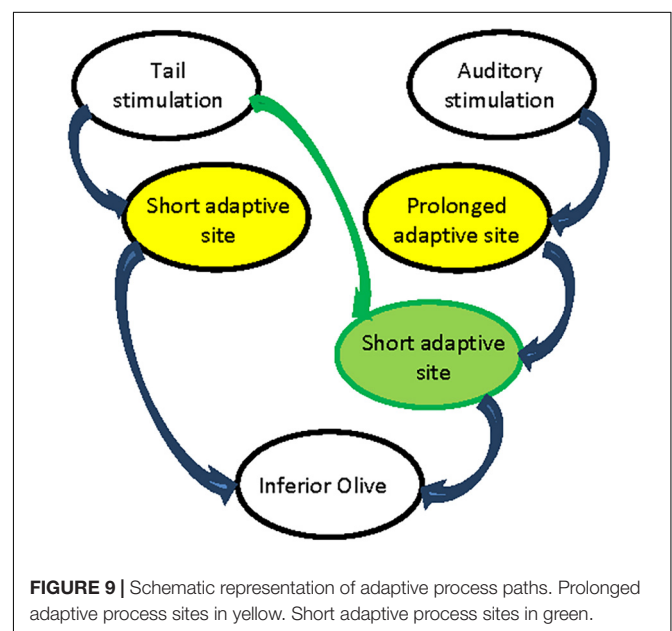 Tail
stimulation
Auditory
stimulation
Short adaptive
site
Prolonged
adaptive site
Short adaptive
site
Inferior Olive
FIGURE 9 | Schematic representation of adaptive process paths. Prolonged
adaptive process sites in yellow. Short adaptive process sites in green.